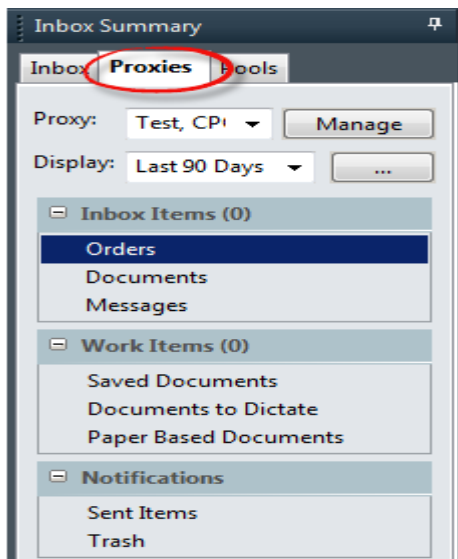 Inbox Summary
Inbox Proxies Pools
Proxy: Test, CP Manage
Display: Last 90 Days ...
Inbox Items (0)
Orders
Documents
Messages
Work Items (0)
Saved Documents
Documents to Dictate
Paper Based Documents
Notifications
Sent Items
Trash